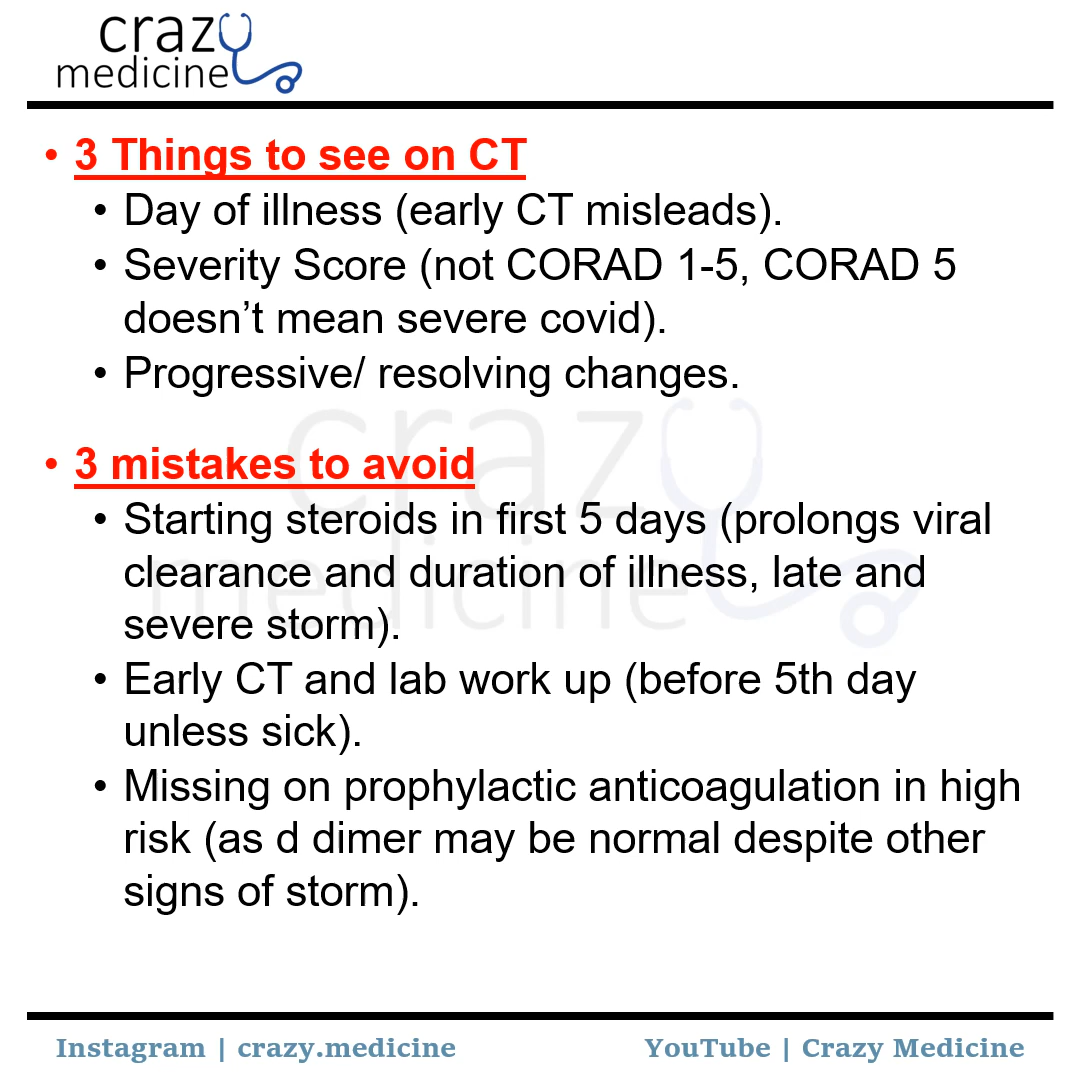 crazy
medicine
• 3 Things to see on CT
• Day of illness (early CT misleads).
• Severity Score (not CORAD 1-5, CORAD 5
doesn’t mean severe covid).
• Progressive/ resolving changes.
crazy
medicine
• 3 mistakes to avoid
• Starting steroids in first 5 days (prolongs viral
clearance and duration of illness, late and
severe storm).
• Early CT and lab work up (before 5th day
unless sick).
• Missing on prophylactic anticoagulation in high
risk (as d dimer may be normal despite other
signs of storm).
Instagram | crazy.medicine
YouTube | Crazy Medicine